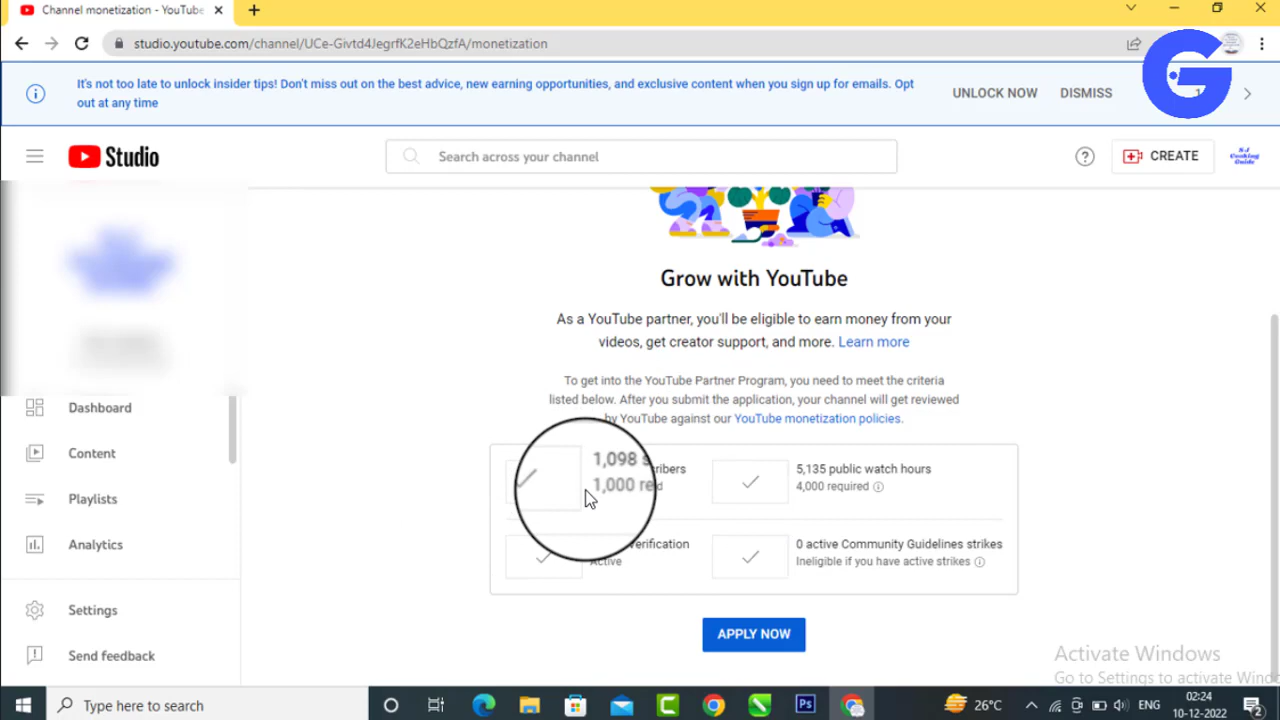 Channel monetization - YouTube
studio.youtube.com/channel/UCe-Givtd4JegrfK2eHbQzfA/monetization
It's not too late to unlock insider tips! Don't miss out on the best advice, new earning opportunities, and exclusive content when you sign up for emails. Opt
out at any time
UNLOCK NOW
DISMISS
G
Studio
Search across your channel
CREATE
SJ
Cooking
Guide
Grow with YouTube
As a YouTube partner, you'll be eligible to earn money from your
videos, get creator support, and more. Learn more
To get into the YouTube Partner Program, you need to meet the criteria
listed below. After you submit the application, your channel will get reviewed
by YouTube against our YouTube monetization policies.
Dashboard
Content
Playlists
Analytics
Settings
Send feedback
1,098
1,000
5,135 public watch hours
4,000 required
verification
Active
0 active Community Guidelines strikes
Ineligible if you have active strikes
APPLY NOW
Activate Windows
Go to Settings to activate
Type here to search
Ps
26°C
ENG
02:24
10-12-2022
2